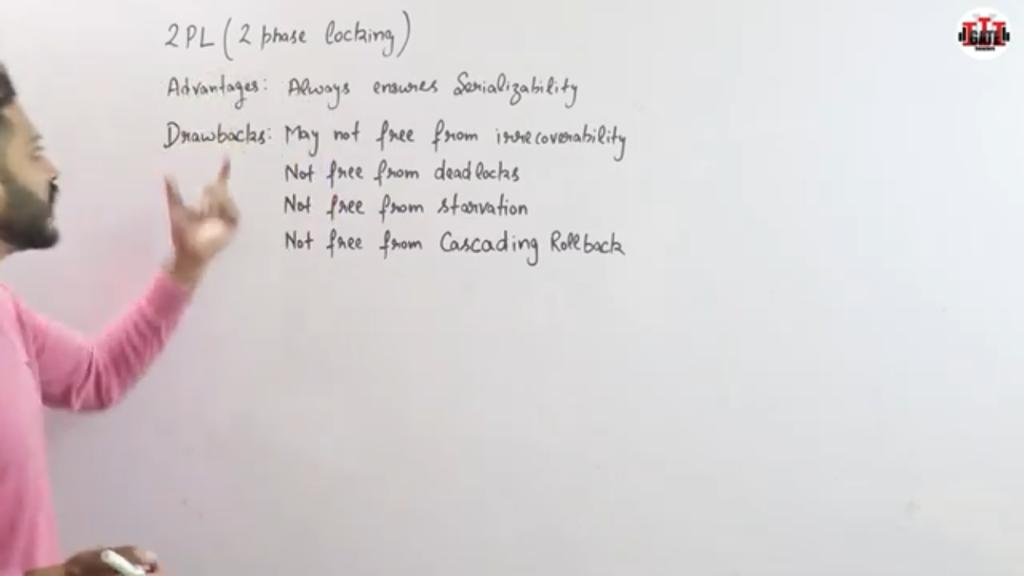 2PL (2 phase locking)
Advantages: Always ensures Serializability
Drawbacks: May not free from irrecoverability
Not free from deadlocks
Not free from starvation
Not free from Cascading Rollback
GATE